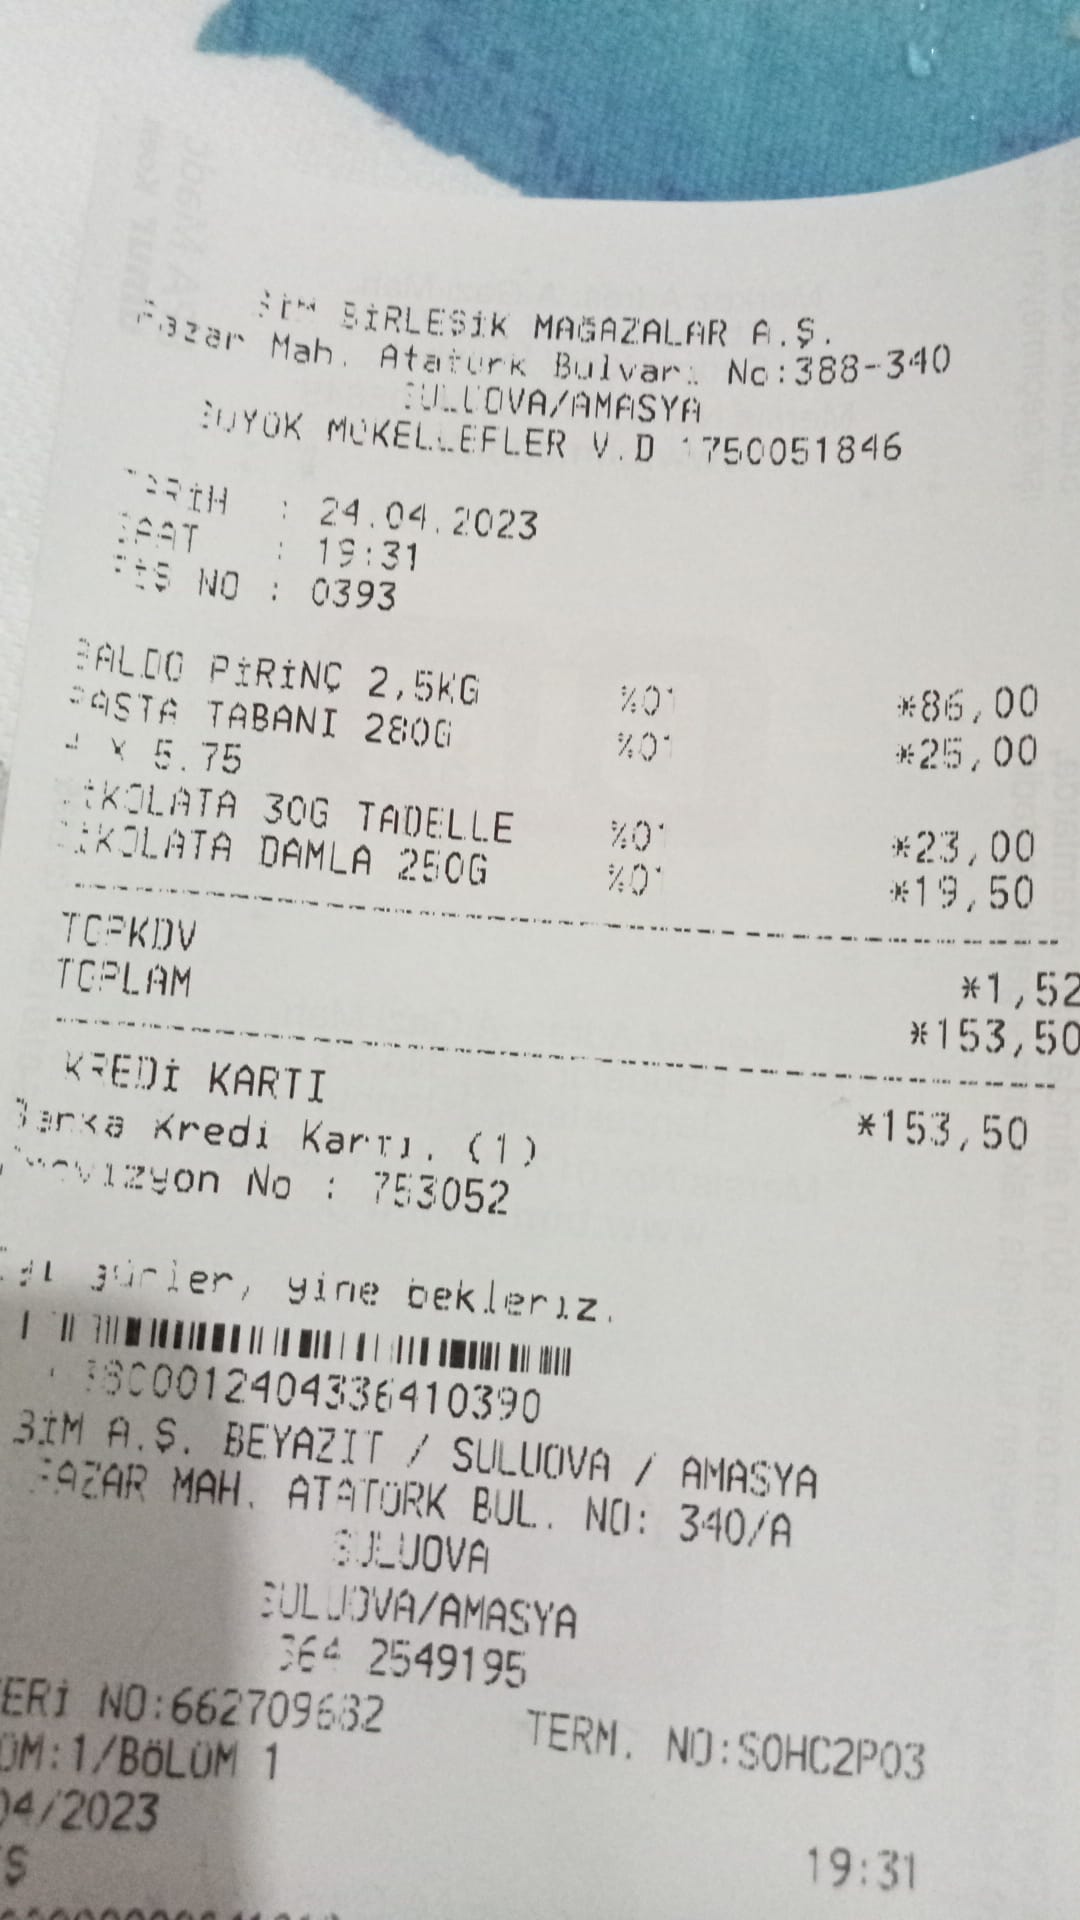 BİM BİRLEŞİK MAĞAZALAR A.Ş.
Pazar Mah. Atatürk Bulvarı No:388-340
SULUOVA/AMASYA
BÜYÜK MÜKELLEFLER V.D 1750051846
TARİH : 24.04.2023
SAAT : 19:31
FİŞ NO : 0393
BALDO PİRİNÇ 2,5KG %01 *86,00
PASTA TABANI 280G %01 *25,00
4 X 5.75
ÇİKOLATA 30G TADELLE %01 *23,00
ÇİKOLATA DAMLA 250G %01 *19,50
TOPKDV *1,52
TOPLAM *153,50
KREDİ KARTI *153,50
Banka Kredi Kartı. (1)
Provizyon No : 753052
günler, yine bekleriz.
BİM A.Ş. BEYAZIT / SULUOVA / AMASYA
PAZAR MAH. ATATÜRK BUL. NO: 340/A
SULUOVA
SULUOVA/AMASYA
364 2549195
ERİ NO:662709682 TERM. NO:S0HC2P03
ÜM:1/BÖLÜM 1
04/2023 19:31